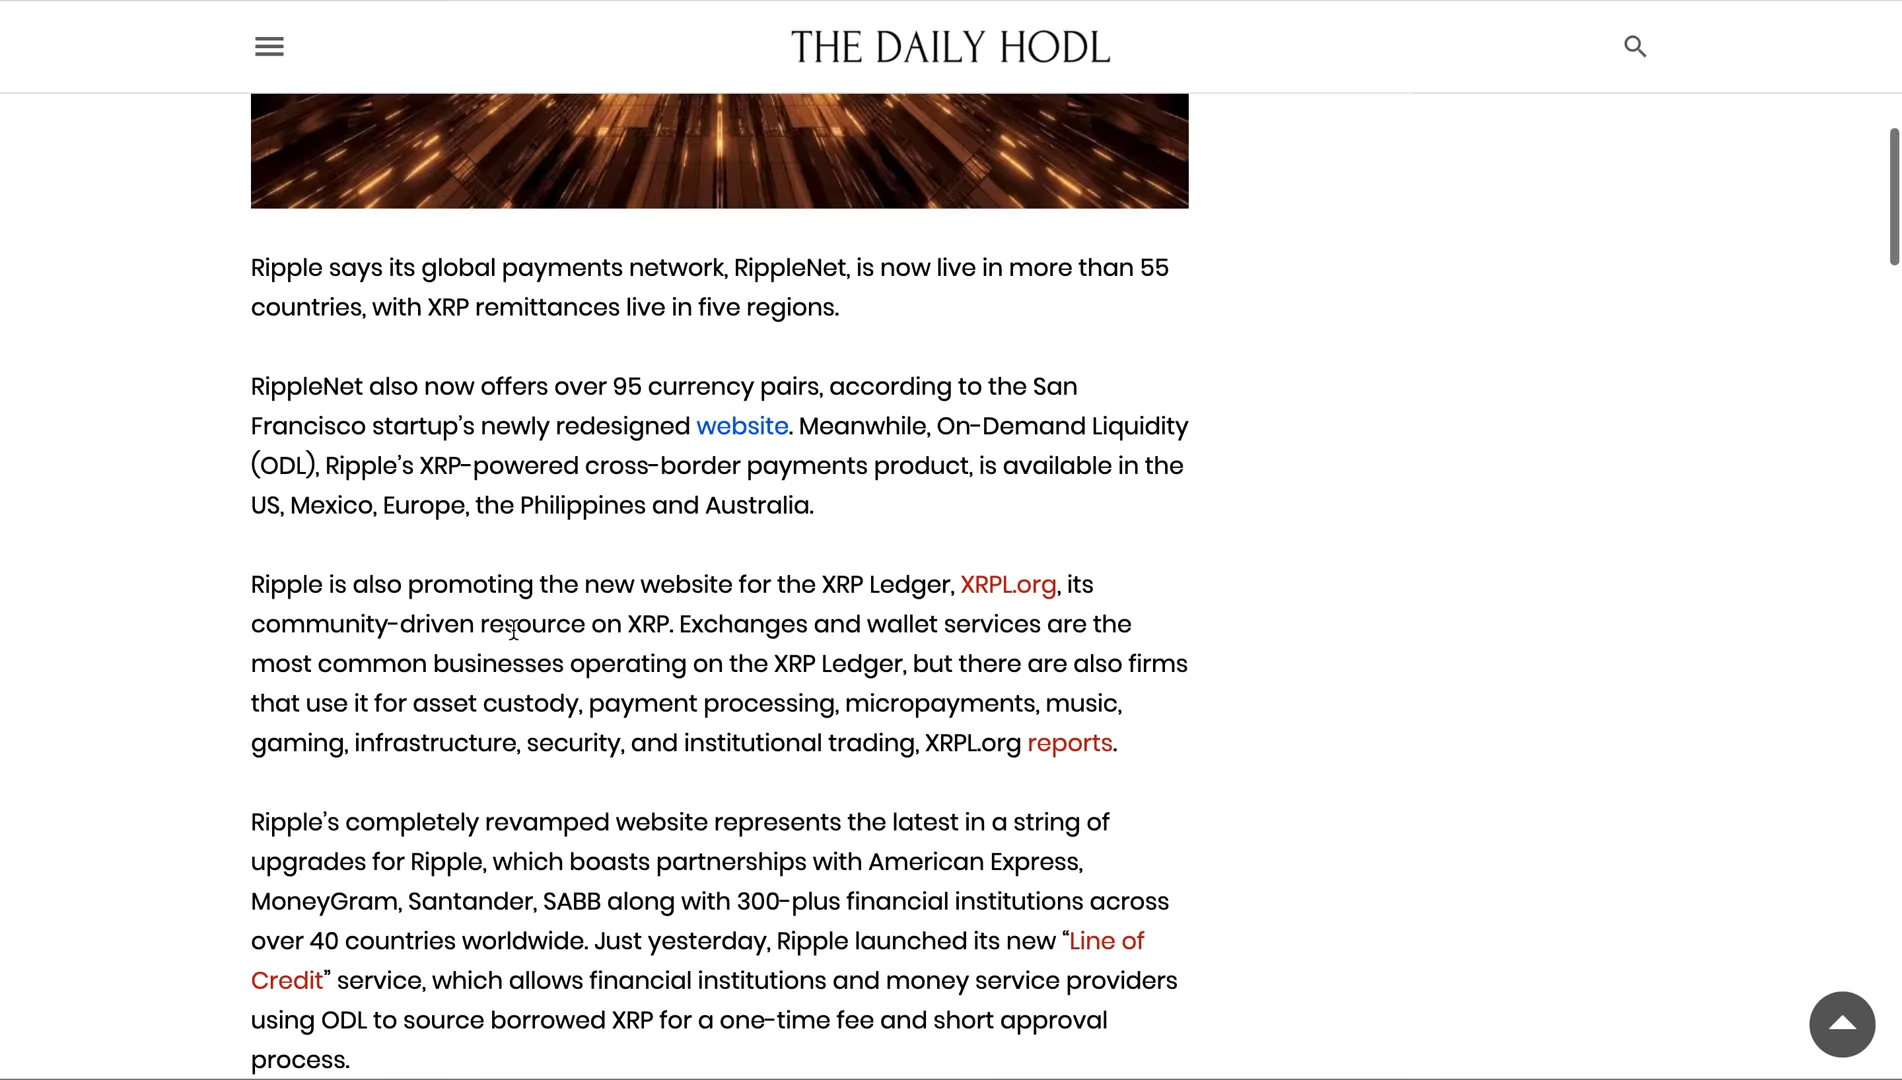 THE DAILY HODL
Ripple says its global payments network, RippleNet, is now live in more than 55
countries, with XRP remittances live in five regions.
RippleNet also now offers over 95 currency pairs, according to the San
Francisco startup’s newly redesigned website. Meanwhile, On-Demand Liquidity
(ODL), Ripple’s XRP-powered cross-border payments product, is available in the
US, Mexico, Europe, the Philippines and Australia.
Ripple is also promoting the new website for the XRP Ledger, XRPL.org, its
community-driven resource on XRP. Exchanges and wallet services are the
most common businesses operating on the XRP Ledger, but there are also firms
that use it for asset custody, payment processing, micropayments, music,
gaming, infrastructure, security, and institutional trading, XRPL.org reports.
Ripple’s completely revamped website represents the latest in a string of
upgrades for Ripple, which boasts partnerships with American Express,
MoneyGram, Santander, SABB along with 300-plus financial institutions across
over 40 countries worldwide. Just yesterday, Ripple launched its new “Line of
Credit” service, which allows financial institutions and money service providers
using ODL to source borrowed XRP for a one-time fee and short approval
process.